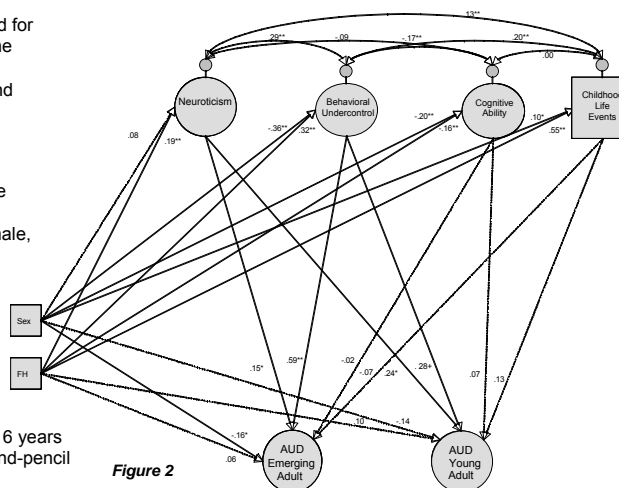 d for
ne
nd
e
nale,
6 years
nd-pencil
.13**
.29**
-.09
-.17**
.20**
.00
Neuroticism
Behavioral
Undercontrol
Cognitive
Ability
Childhood
Life
Events
.08
.19**
-.36**
.32**
-.20**
-.16**
.10*
.55**
Sex
FH
.15*
.59**
-.02
-.07
.24*
.28+
.07
.13
-.16*
.06
.10
-.14
AUD
Emerging
Adult
AUD
Young
Adult
Figure 2